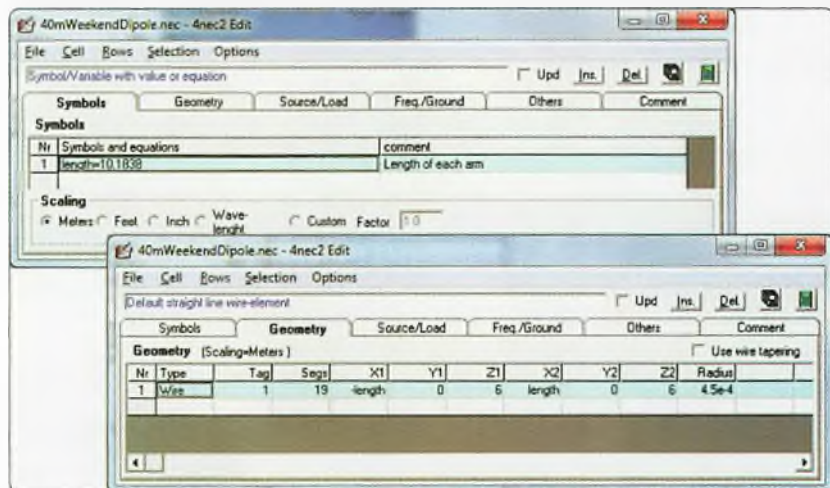 40mWeekendDipole.nec - 4nec2 Edit
File Cell Rows Selection Options
Symbol/Variable with value or equation Upd Ins. Del.
Symbols Geometry Source/Load Freq./Ground Others Comment
Symbols
Nr Symbols and equations comment
1 length=10.1838 Length of each arm
Scaling
Meters Feet Inch Wave-lenght Custom Factor 1.0
40mWeekendDipole.nec - 4nec2 Edit
File Cell Rows Selection Options
Default straight line wire-element Upd Ins. Del.
Symbols Geometry Source/Load Freq./Ground Others Comment
Geometry (Scaling=Meters) Use wire tapering
Nr Type Tag Segs X1 Y1 Z1 X2 Y2 Z2 Radius
1 Wire 1 19 -length 0 6 length 0 6 4.5e-4